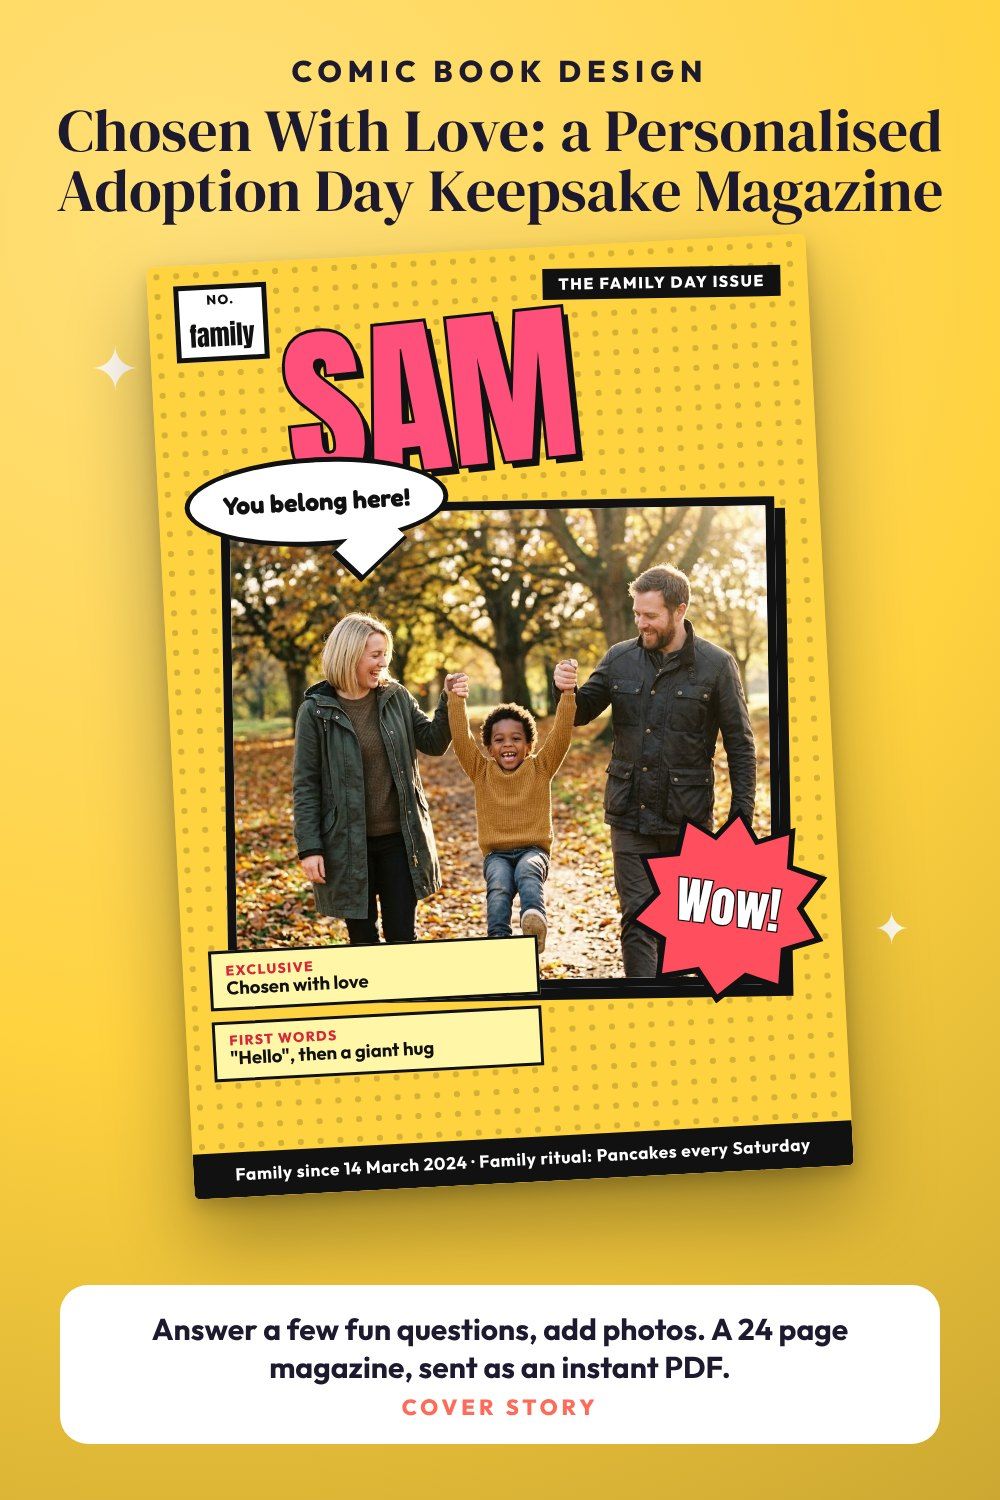 COMIC BOOK DESIGN
Chosen With Love: a Personalised
Adoption Day Keepsake Magazine
NO.
family
THE FAMILY DAY ISSUE
SAM
You belong here!
Wow!
EXCLUSIVE
Chosen with love
FIRST WORDS
"Hello", then a giant hug
Family since 14 March 2024 · Family ritual: Pancakes every Saturday
Answer a few fun questions, add photos. A 24 page
magazine, sent as an instant PDF.
COVER STORY